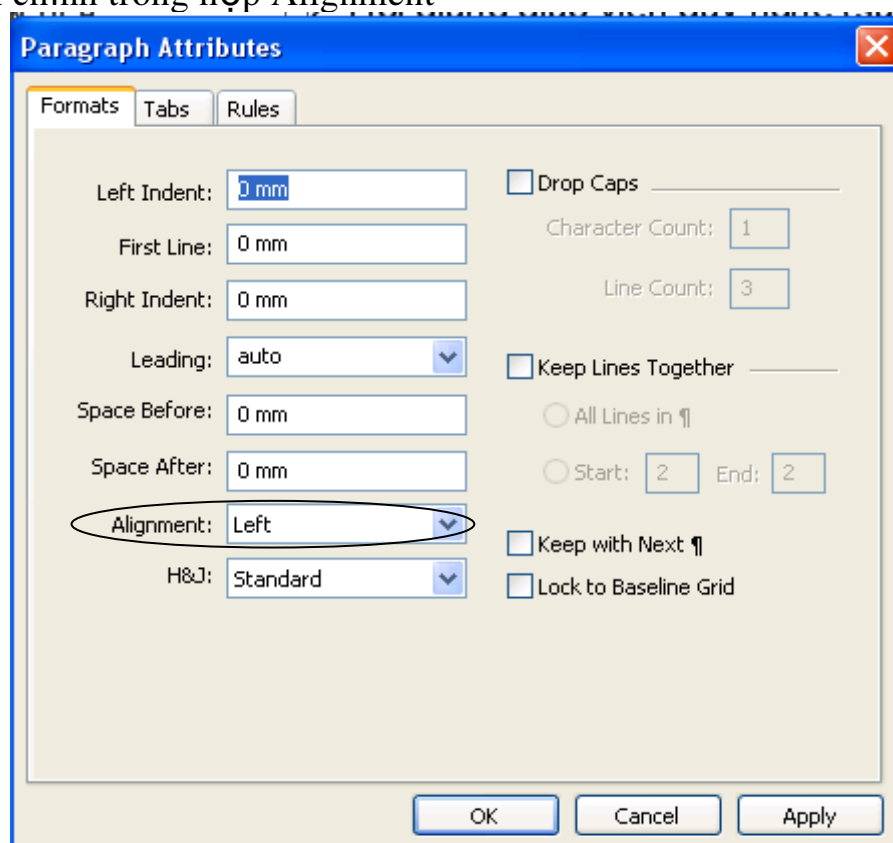 trong hộp Alignment
Paragraph Attributes
Formats Tabs Rules
Left Indent: 0 mm
First Line: 0 mm
Right Indent: 0 mm
Leading: auto
Space Before: 0 mm
Space After: 0 mm
Alignment: Left
H&J: Standard
Drop Caps
Character Count: 1
Line Count: 3
Keep Lines Together
All Lines in ¶
Start: 2 End: 2
Keep with Next ¶
Lock to Baseline Grid
OK Cancel Apply